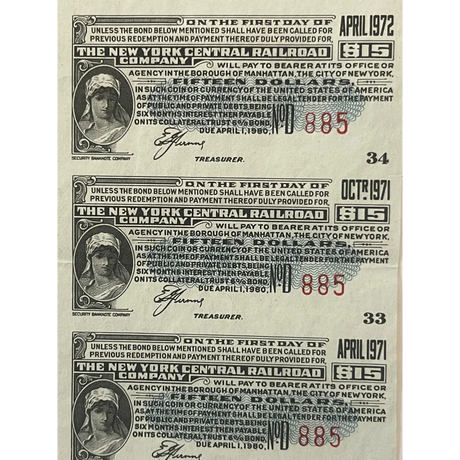 ON THE FIRST DAY OF APRIL 1972
UNLESS THE BOND BELOW MENTIONED SHALL HAVE BEEN CALLED FOR
PREVIOUS REDEMPTION AND PAYMENT THEREOF DULY PROVIDED FOR,
THE NEW YORK CENTRAL RAILROAD $15
COMPANY WILL PAY TO BEARER AT ITS OFFICE OR
AGENCY IN THE BOROUGH OF MANHATTAN, THE CITY OF NEW YORK,
FIFTEEN DOLLARS,
IN SUCH COIN OR CURRENCY OF THE UNITED STATES OF AMERICA
AS AT THE TIME OF PAYMENT SHALL BE LEGAL TENDER FOR THE PAYMENT
OF PUBLIC AND PRIVATE DEBTS, BEING
SIX MONTHS INTEREST THEN PAYABLE
ON ITS COLLATERAL TRUST 6% BOND, NO D 885
DUE APRIL 1, 1980,
TREASURER.
SECURITY BANKNOTE COMPANY
34
ON THE FIRST DAY OF OCTR 1971
UNLESS THE BOND BELOW MENTIONED SHALL HAVE BEEN CALLED FOR
PREVIOUS REDEMPTION AND PAYMENT THEREOF DULY PROVIDED FOR,
THE NEW YORK CENTRAL RAILROAD $15
COMPANY WILL PAY TO BEARER AT ITS OFFICE OR
AGENCY IN THE BOROUGH OF MANHATTAN, THE CITY OF NEW YORK,
FIFTEEN DOLLARS,
IN SUCH COIN OR CURRENCY OF THE UNITED STATES OF AMERICA
AS AT THE TIME OF PAYMENT SHALL BE LEGAL TENDER FOR THE PAYMENT
OF PUBLIC AND PRIVATE DEBTS, BEING
SIX MONTHS INTEREST THEN PAYABLE
ON ITS COLLATERAL TRUST 6% BOND, NO D 885
DUE APRIL 1, 1980,
TREASURER.
SECURITY BANKNOTE COMPANY
33
ON THE FIRST DAY OF APRIL 1971
UNLESS THE BOND BELOW MENTIONED SHALL HAVE BEEN CALLED FOR
PREVIOUS REDEMPTION AND PAYMENT THEREOF DULY PROVIDED FOR,
THE NEW YORK CENTRAL RAILROAD $15
COMPANY WILL PAY TO BEARER AT ITS OFFICE OR
AGENCY IN THE BOROUGH OF MANHATTAN, THE CITY OF NEW YORK,
FIFTEEN DOLLARS,
IN SUCH COIN OR CURRENCY OF THE UNITED STATES OF AMERICA
AS AT THE TIME OF PAYMENT SHALL BE LEGAL TENDER FOR THE PAYMENT
OF PUBLIC AND PRIVATE DEBTS, BEING
SIX MONTHS INTEREST THEN PAYABLE
ON ITS COLLATERAL TRUST 6% BOND, NO D 885
DUE APRIL 1, 1980,